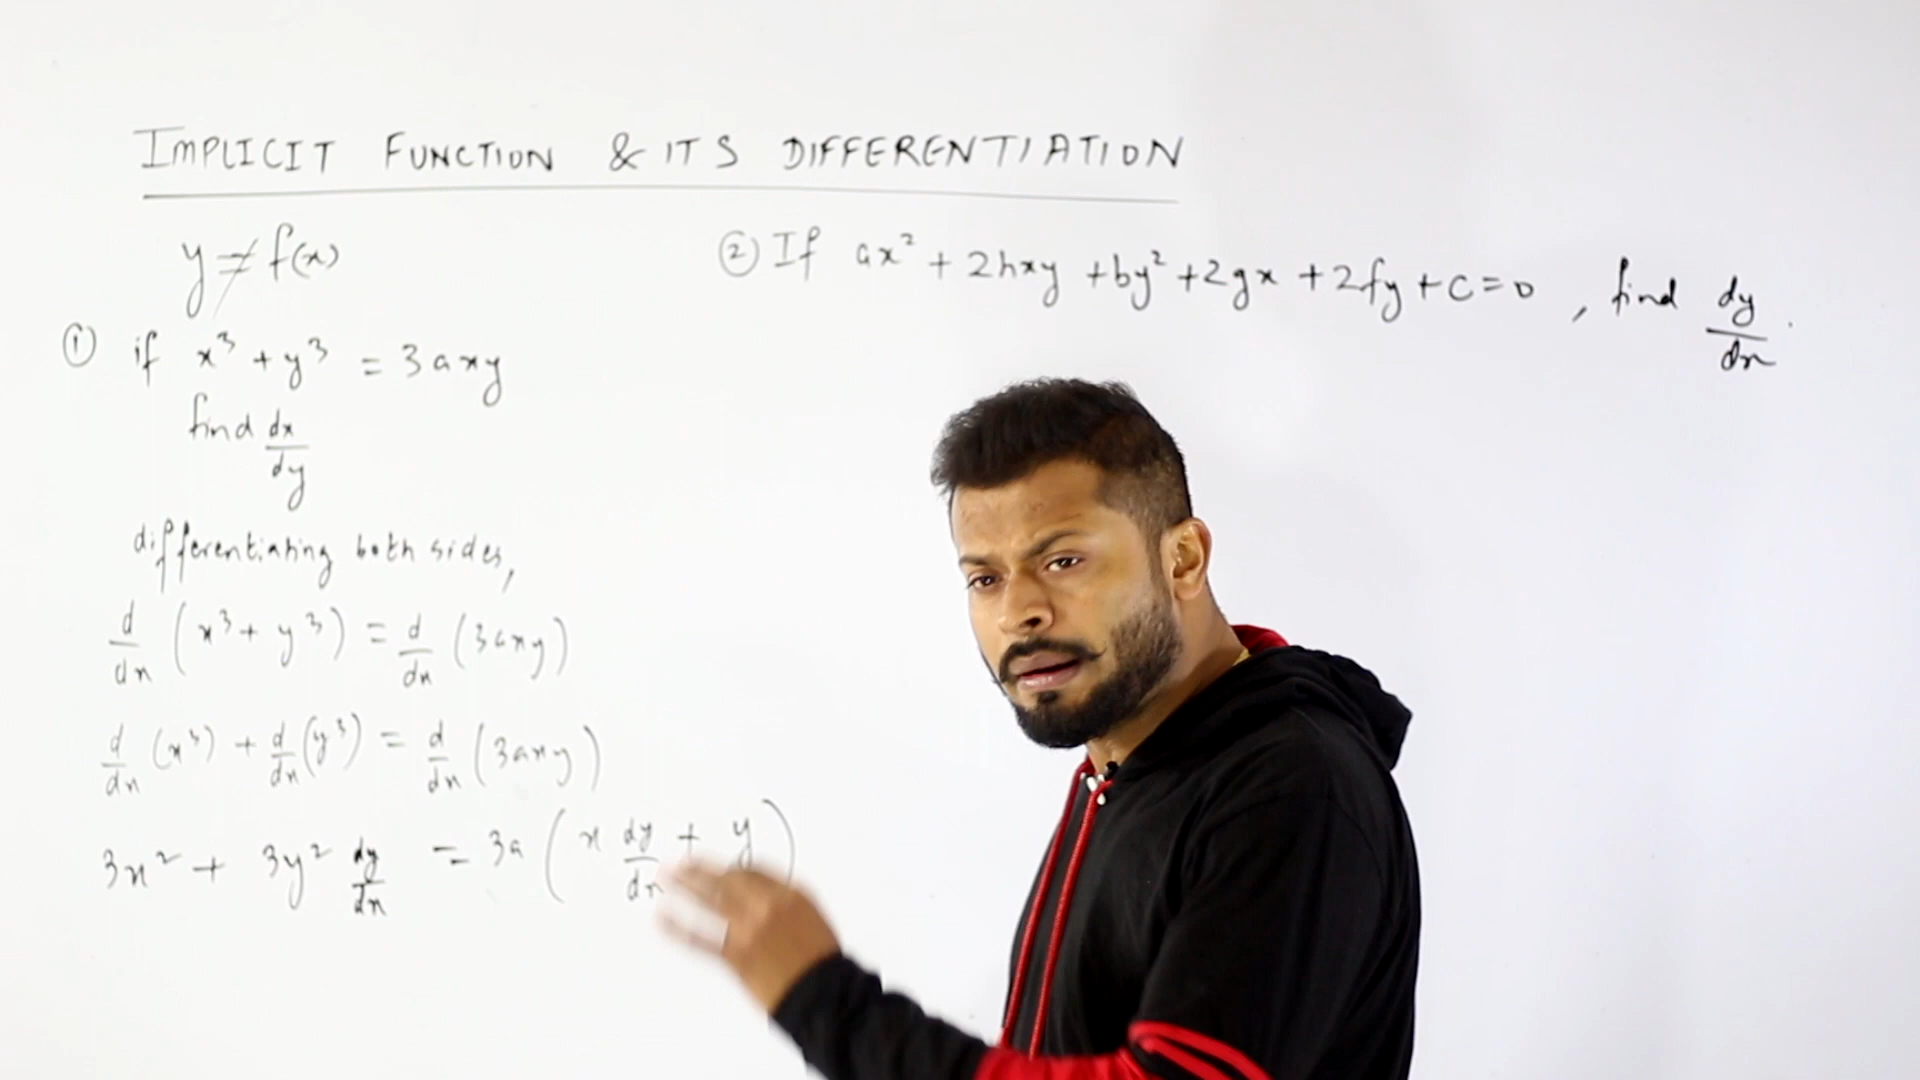 IMPLICIT FUNCTION & ITS DIFFERENTIATION
y ≠ f(x)
① if x³ + y³ = 3axy
find dx/dy
differentiating both sides,
d/dx (x³ + y³) = d/dx (3axy)
d/dx (x³) + d/dx (y³) = d/dx (3axy)
3x² + 3y² dy/dx = 3a ( x dy/dx + y )
② If ax² + 2hxy + by² + 2gx + 2fy + c = 0 , find dy/dx .